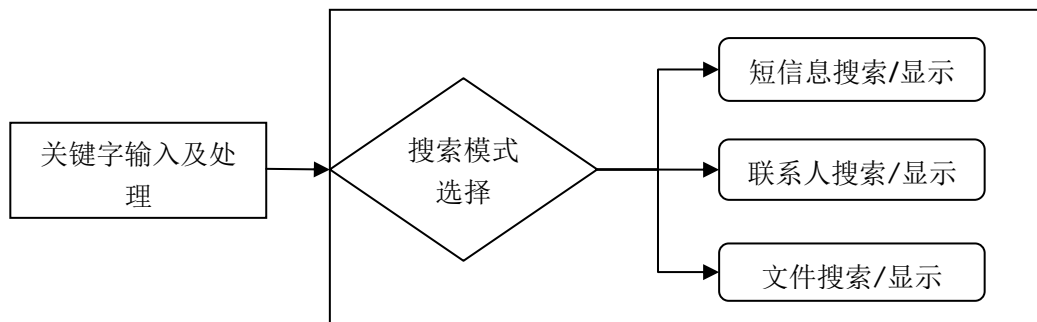 关键字输入及处
理
搜索模式
选择
短信息搜索/显示
联系人搜索/显示
文件搜索/显示